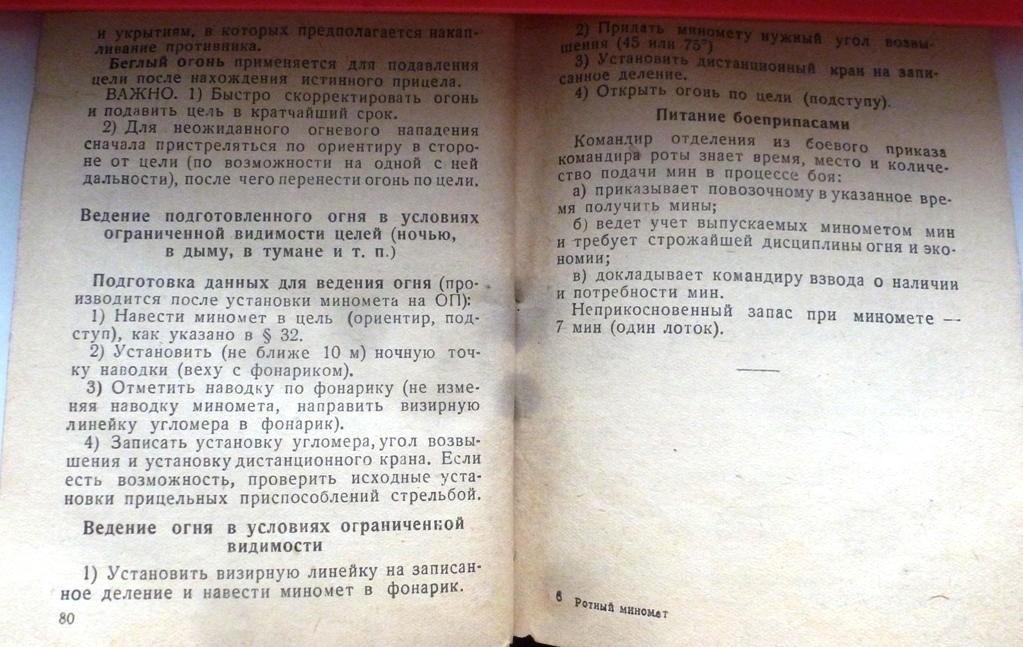 и укрытиям, в которых предполагается накап-
ливание противника.
Беглый огонь применяется для подавления
цели после нахождения истинного прицела.
ВАЖНО. 1) Быстро скорректировать огонь
и подавить цель в кратчайший срок.
2) Для неожиданного огневого нападения
сначала пристреляться по ориентиру в сторо-
не от цели (по возможности на одной с ней
дальности), после чего перенести огонь по цели.
Ведение подготовленного огня в условиях
ограниченной видимости целей (ночью,
в дыму, в тумане и т. п.)
Подготовка данных для ведения огня (про-
изводится после установки миномета на ОП):
1) Навести миномет в цель (ориентир, под-
ступ), как указано в § 32.
2) Установить (не ближе 10 м) ночную точ-
ку наводки (веху с фонариком).
3) Отметить наводку по фонарику (не изме-
няя наводку миномета, направить визирную
линейку угломера в фонарик).
4) Записать установку угломера, угол возвы-
шения и установку дистанционного крана. Если
есть возможность, проверить исходные уста-
новки прицельных приспособлений стрельбой.
Ведение огня в условиях ограниченной
видимости
1) Установить визирную линейку на записан-
ное деление и навести миномет в фонарик.
80
2) Придать миномету нужный угол возвы-
шения (45 или 75°)
3) Установить дистанционный кран на запи-
санное деление.
4) Открыть огонь по цели (подступу).
Питание боеприпасами
Командир отделения из боевого приказа
командира роты знает время, место и количе-
ство подачи мин в процессе боя:
а) приказывает повозочному в указанное вре-
мя получить мины;
б) ведет учет выпускаемых минометом мин
и требует строжайшей дисциплины огня и эко-
номии;
в) докладывает командиру взвода о наличии
и потребности мин.
Неприкосновенный запас при миномете —
7 мин (один лоток).
6 Ротный миномет